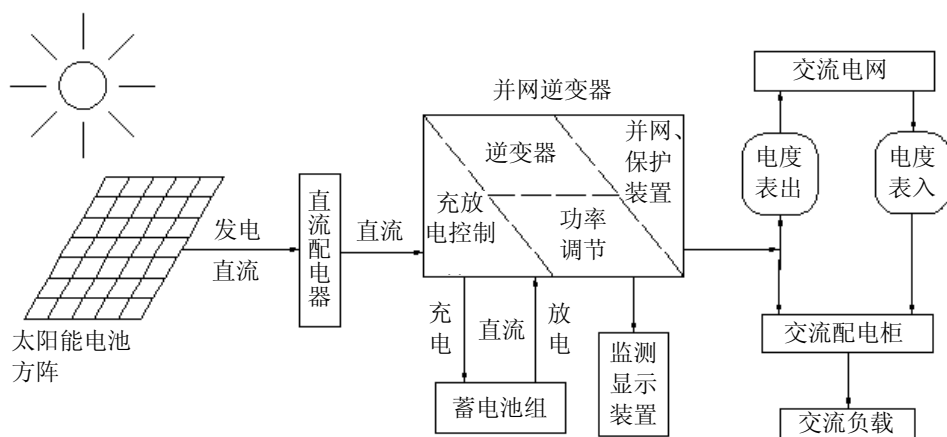 交流电网
并网逆变器
逆变器
并网、
保护
装置
电度
表出
电度
表入
直流配电器
充放
电控制
功率
调节
发电
直流
直流
太阳能电池
方阵
充电
直流
放电
监测
显示
装置
蓄电池组
交流配电柜
交流负载